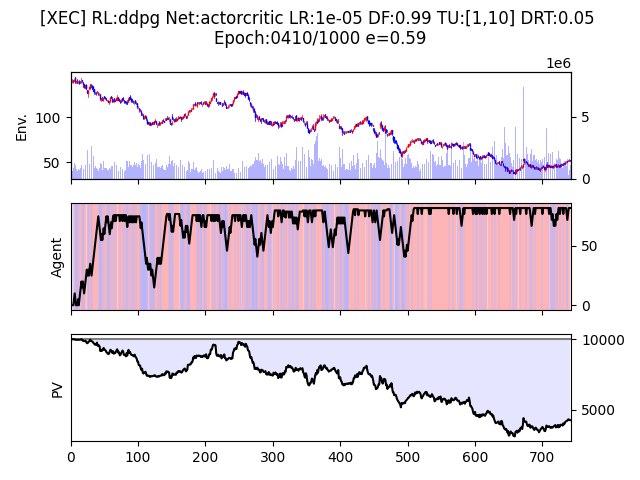 [XEC] RL:ddpg Net:actorcritic LR:1e-05 DF:0.99 TU:[1,10] DRT:0.05
Epoch:0410/1000 e=0.59
1e6
Env.
100
50
5
0
Agent
50
0
PV
10000
5000
0 100 200 300 400 500 600 700